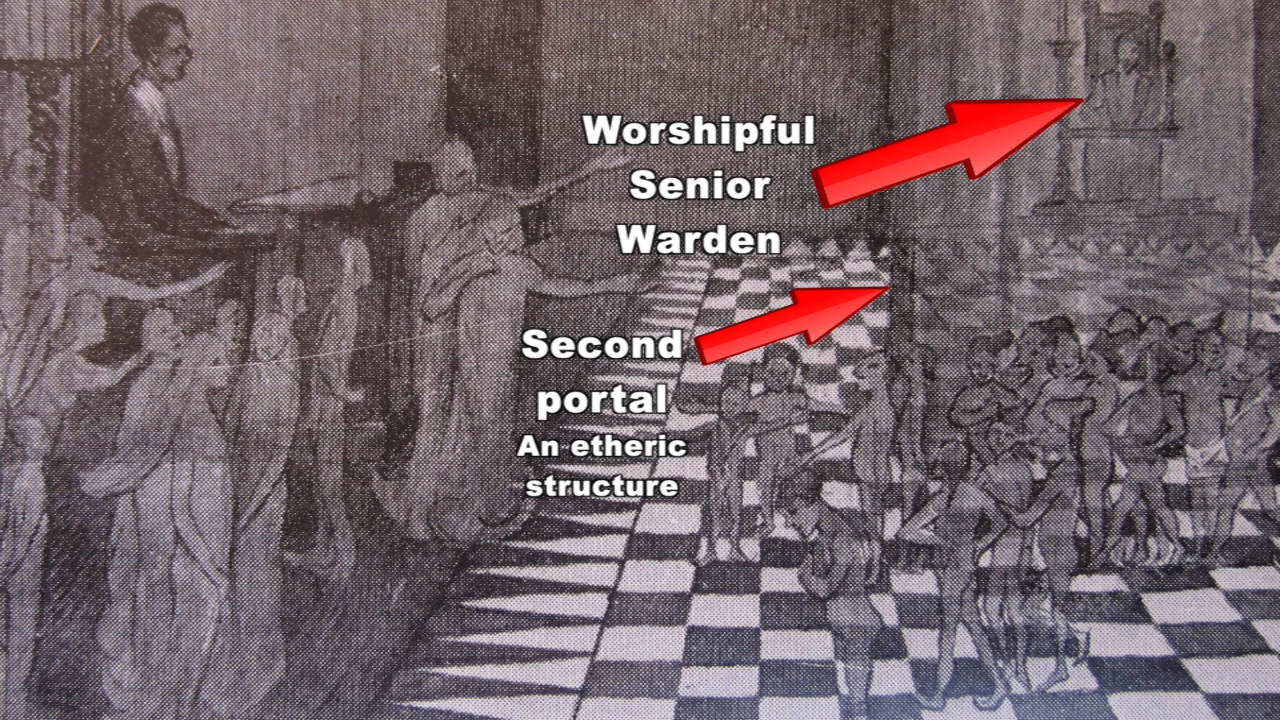 Worshipful
Senior
Warden
Second
portal
An etheric
structure